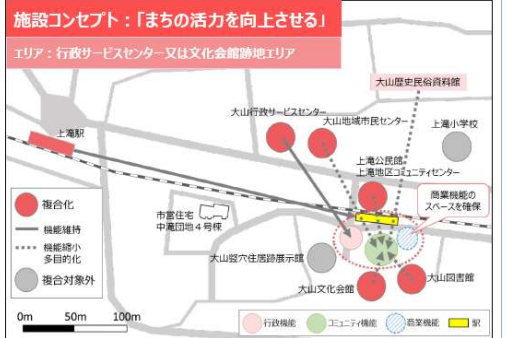 施設コンセプト：「まちの活力を向上させる」
エリア：行政サービスセンター又は文化会館跡地エリア
大山歴史民俗資料館
大山行政サービスセンター
大山地域市民センター
上滝小学校
上滝駅
上滝公民館
上滝地区コミュニティセンター
複合化
機能維持
機能縮小
多目的化
複合対象外
市営住宅
中滝団地4号棟
商業機能の
スペースを確保
大山竪穴住居跡展示館
大山文化会館
大山図書館
0m 50m 100m
行政機能 コミュニティ機能 商業機能 駅